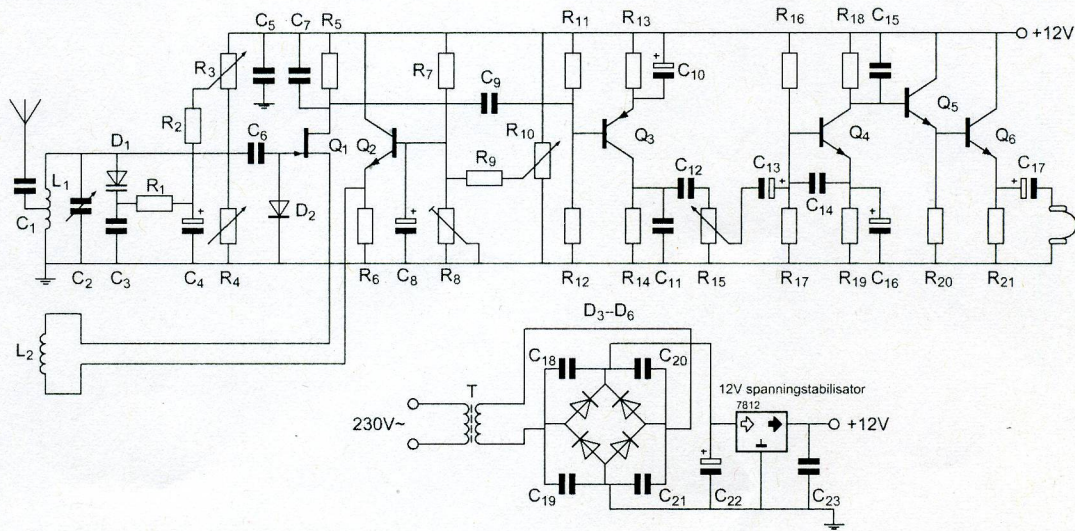 R11 R13 R16 R18 C15
C5 C7 R5
+12V
R3 R7 C9 C10
R2 R10 Q5
D1 C6 Q1 Q2 Q3 Q4 Q6
L1 R1 R9 C12 C13 C17
C1 D2 C14
C2 C3 C4 R4 R6 C8 R8 R12 R14 C11 R15 R17 R19 C16 R20 R21
D3--D6
L2
C18 C20
T
12V spanningstabilisator
7812
230V~
+12V
C19 C21 C22 C23